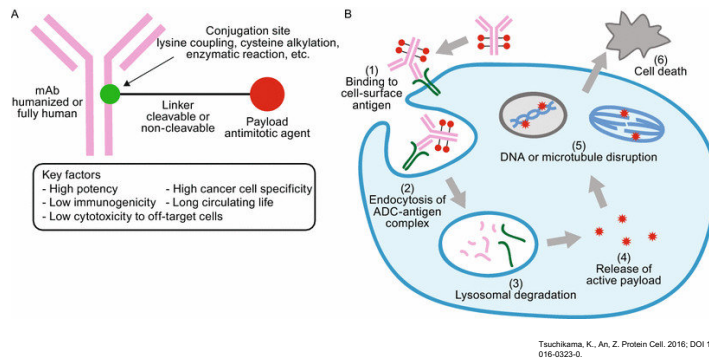 A
Conjugation site
lysine coupling, cysteine alkylation,
enzymatic reaction, etc.
mAb
humanized or
fully human
Linker
cleavable or
non-cleavable
Payload
antimitotic agent
Key factors
- High potency - High cancer cell specificity
- Low immunogenicity - Long circulating life
- Low cytotoxicity to off-target cells
B
(1)
Binding to
cell-surface
antigen
(2)
Endocytosis of
ADC-antigen
complex
(3)
Lysosomal degradation
(4)
Release of
active payload
(5)
DNA or microtubule disruption
(6)
Cell death
Tsuchikama, K., An, Z. Protein Cell. 2016; DOI 1
016-0323-0.